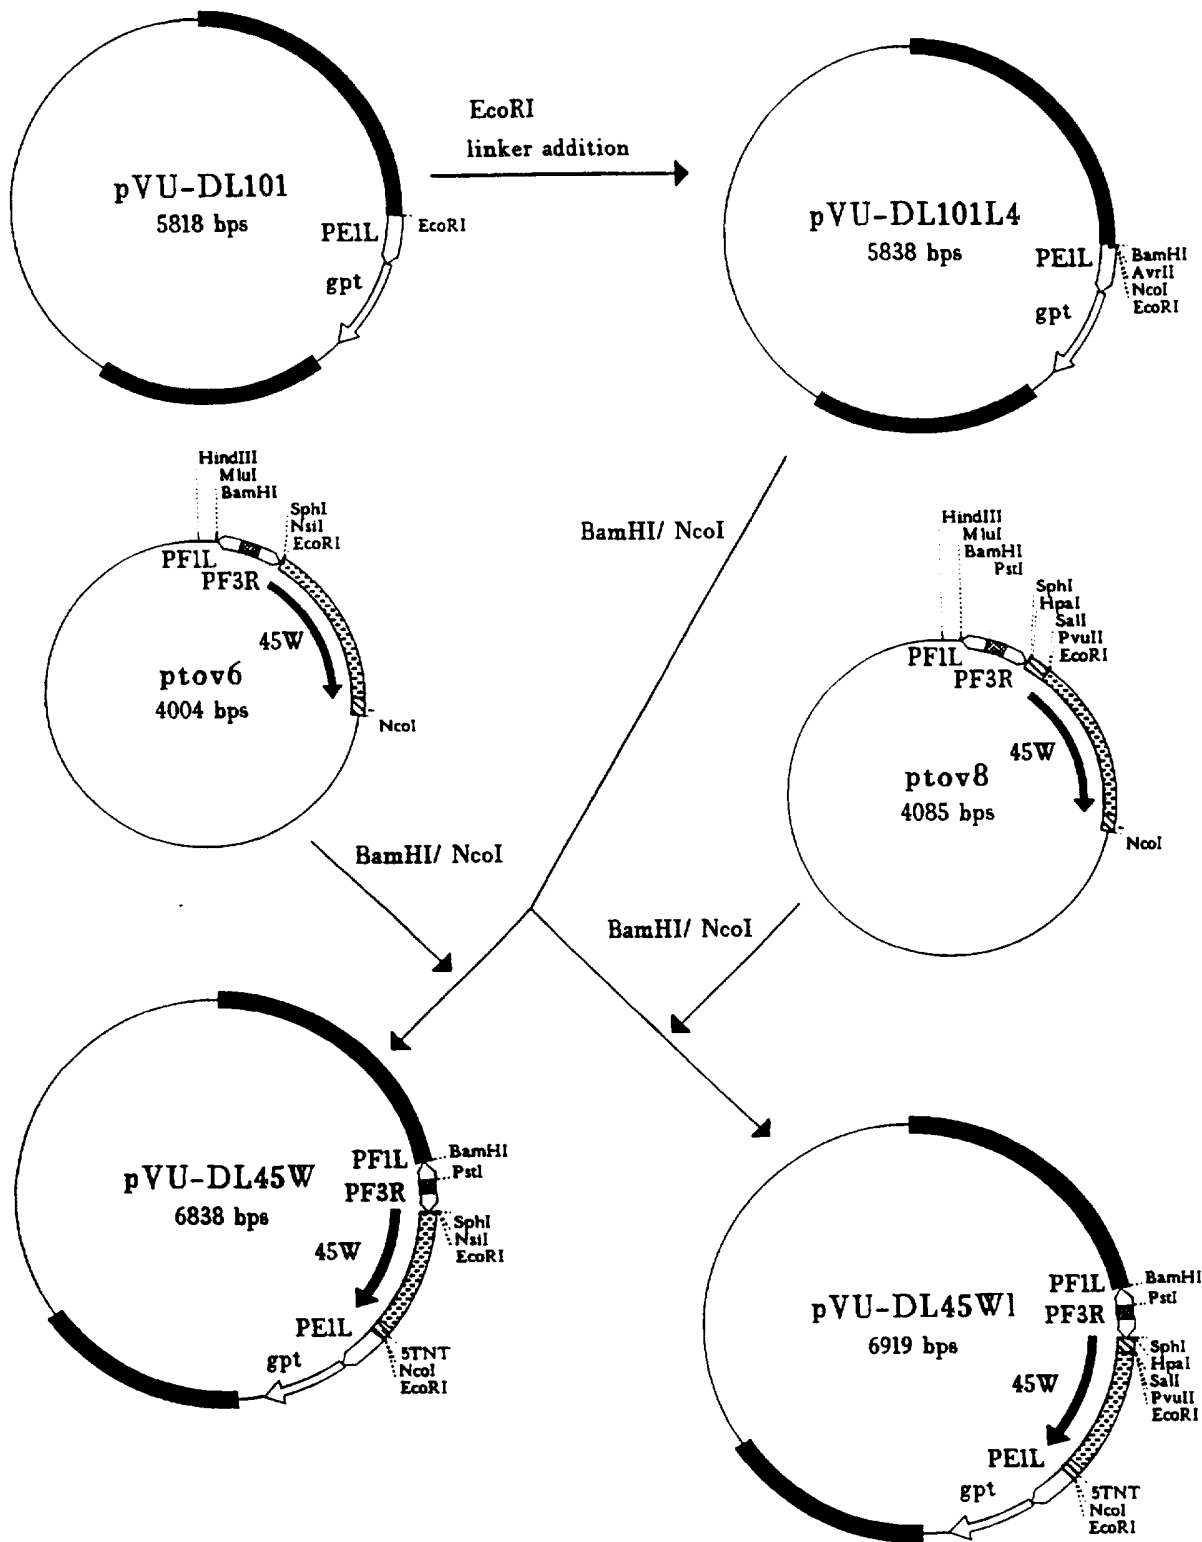 EcoRI
linker addition
pVU-DL101
5818 bps
PE1L
EcoRI
gpt
pVU-DL101L4
5838 bps
PE1L
BamHI
AvrII
NcoI
EcoRI
gpt
HindIII
MluI
BamHI
SphI
NsiI
EcoRI
PF1L
PF3R
45W
ptov6
4004 bps
NcoI
BamHI/ NcoI
HindIII
MluI
BamHI
PstI
SphI
HpaI
SalI
PvuII
EcoRI
PF1L
PF3R
45W
ptov8
4085 bps
NcoI
BamHI/ NcoI
BamHI/ NcoI
pVU-DL45W
6838 bps
PF1L
BamHI
PstI
PF3R
SphI
NsiI
EcoRI
45W
PE1L
gpt
5TNT
NcoI
EcoRI
pVU-DL45W1
6919 bps
PF1L
BamHI
PstI
PF3R
SphI
HpaI
SalI
PvuII
EcoRI
45W
PE1L
gpt
5TNT
NcoI
EcoRI